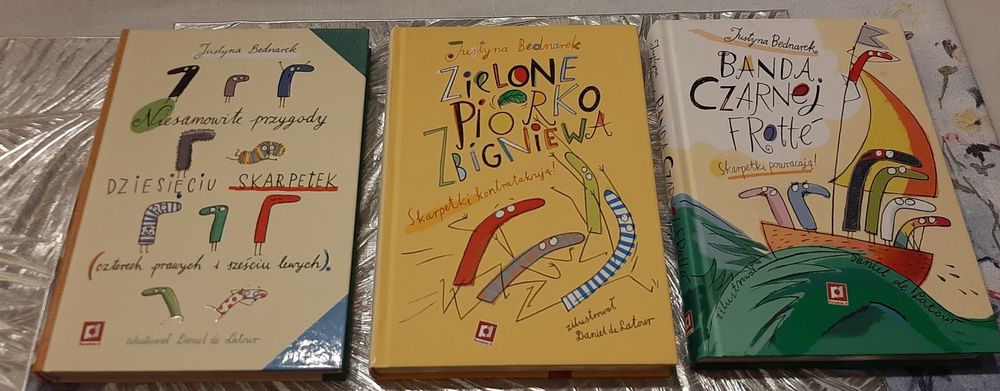 Justyna Bednarek
Niesamowite przygody
DZIESIĘCIU SKARPETEK
(czterech prawych i sześciu lewych).
zilustrował Daniel de Latour
Justyna Bednarek
ZIELONE
PIÓRKO
ZBIGNIEWA
Skarpetki kontratakują!
zilustrował
Daniel de Latour
Justyna Bednarek
BANDA
CZARNEJ
FROTTÉ
Skarpetki powracają!
zilustrował Daniel de Latour